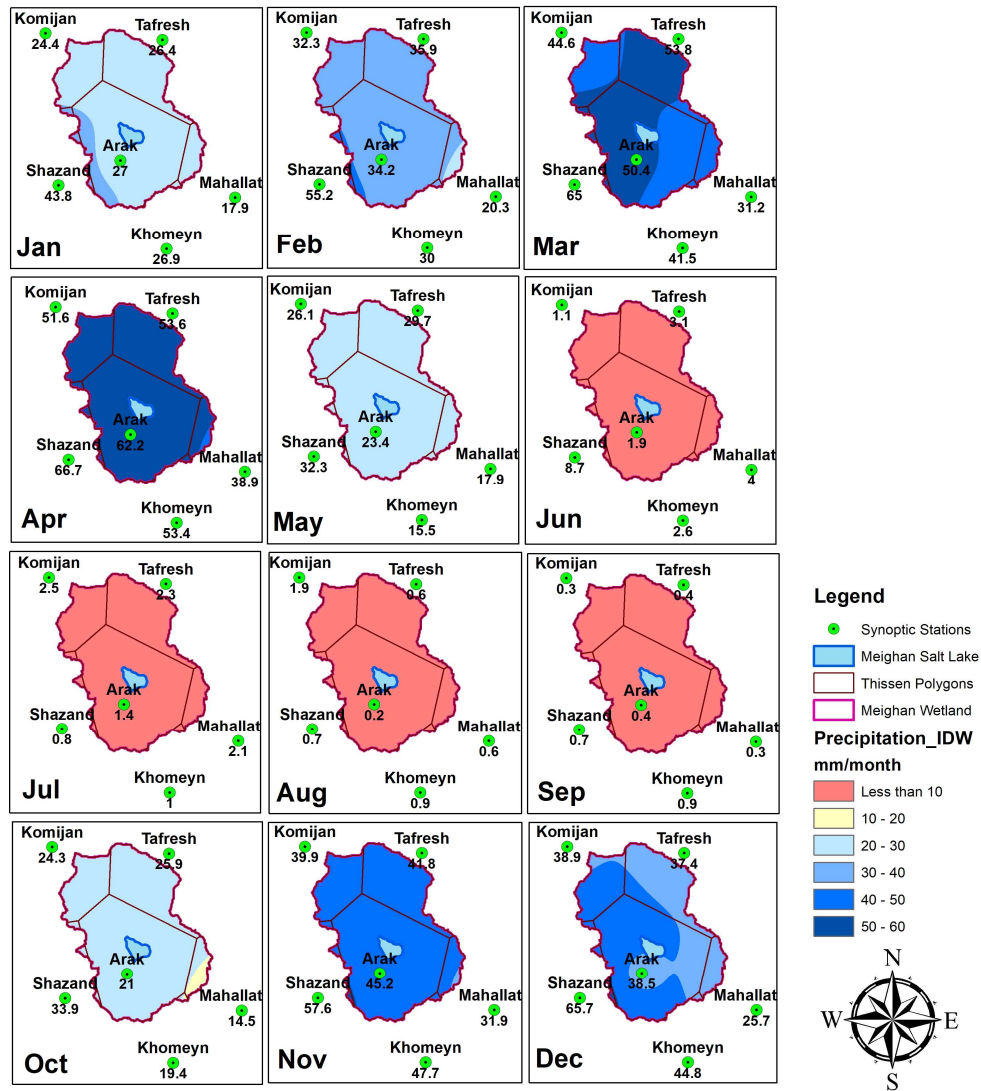 Komijan
24.4
Tafresh
26.4
Arak
27
Shazand
43.8
Mahallat
17.9
Khomeyn
26.9
Jan
Komijan
32.3
Tafresh
35.9
Arak
34.2
Shazand
55.2
Mahallat
20.3
Khomeyn
30
Feb
Komijan
44.6
Tafresh
53.8
Arak
50.4
Shazand
65
Mahallat
31.2
Khomeyn
41.5
Mar
Komijan
51.6
Tafresh
53.6
Arak
62.2
Shazand
66.7
Mahallat
38.9
Khomeyn
53.4
Apr
Komijan
26.1
Tafresh
29.7
Arak
23.4
Shazand
32.3
Mahallat
17.9
Khomeyn
15.5
May
Komijan
1.1
Tafresh
3.1
Arak
1.9
Shazand
8.7
Mahallat
4
Khomeyn
2.6
Jun
Komijan
2.5
Tafresh
2.3
Arak
1.4
Shazand
0.8
Mahallat
2.1
Khomeyn
1
Jul
Komijan
1.9
Tafresh
0.6
Arak
0.2
Shazand
0.7
Mahallat
0.6
Khomeyn
0.9
Aug
Komijan
0.3
Tafresh
0.4
Arak
0.4
Shazand
0.7
Mahallat
0.3
Khomeyn
0.9
Sep
Komijan
24.3
Tafresh
25.9
Arak
21
Shazand
33.9
Mahallat
14.5
Khomeyn
19.4
Oct
Komijan
39.9
Tafresh
41.8
Arak
45.2
Shazand
57.6
Mahallat
31.9
Khomeyn
47.7
Nov
Komijan
38.9
Tafresh
37.4
Arak
38.5
Shazand
65.7
Mahallat
25.7
Khomeyn
44.8
Dec
Legend
Synoptic Stations
Meighan Salt Lake
Thissen Polygons
Meighan Wetland
Precipitation_IDW
mm/month
Less than 10
10 - 20
20 - 30
30 - 40
40 - 50
50 - 60
N
W
E
S